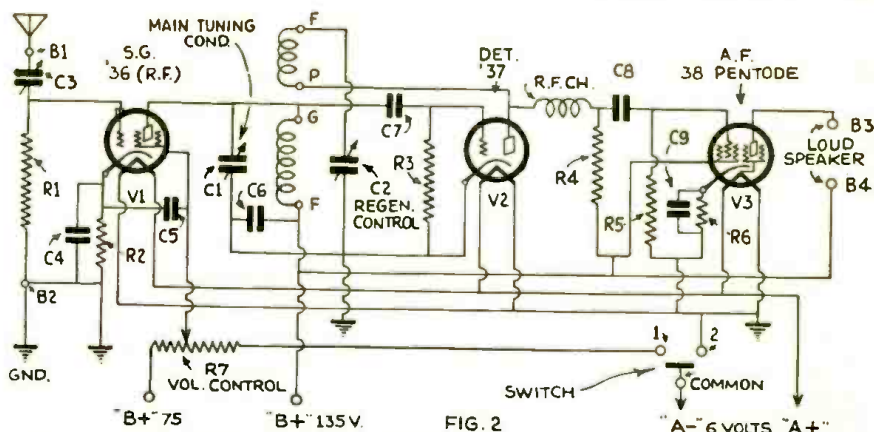 MAIN TUNING
COND.
F
B1
S.G.
'36 (R.F.)
C3
P
DET.
'37
R.F.CH.
C8
A.F.
38 PENTODE
G
C7
B3
LOUD
SPEAKER
B4
R1
V1
C1
C6
C2
REGEN.
CONTROL
R3
V2
R4
C9
R5
V3
R6
C4
R2
C5
F
B2
1
2
GND.
R7
VOL. CONTROL
SWITCH
COMMON
"B+" 75
"B+" 135 V.
FIG. 2
"A-" 6 VOLTS "A+"